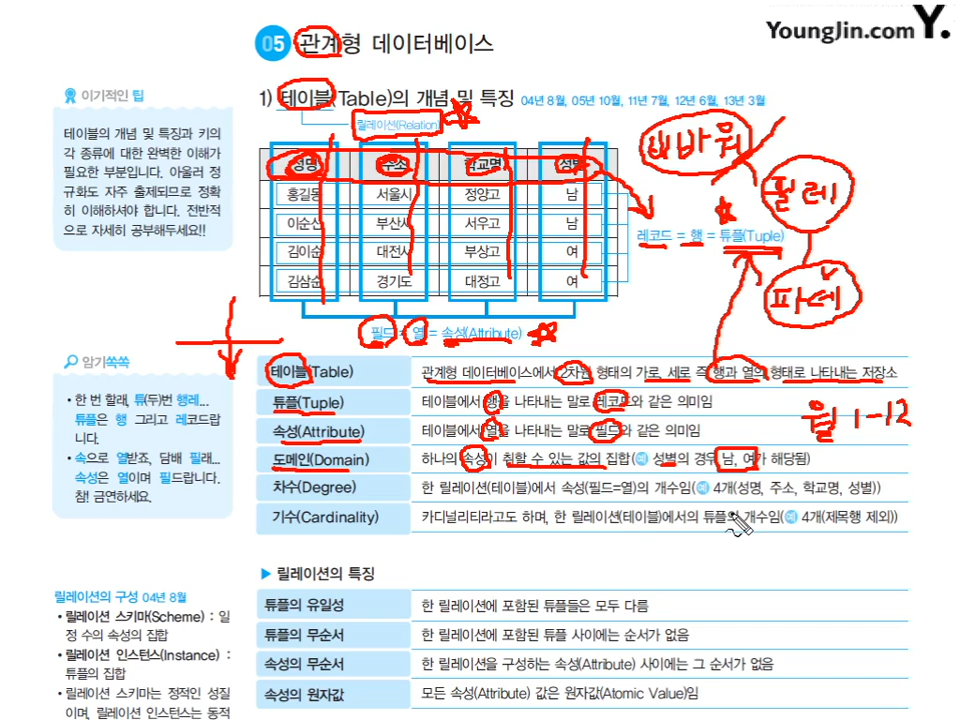 YoungJin.com Y.
05 관계형 데이터베이스
1) 테이블(Table)의 개념 및 특징 04년 8월, 05년 10월, 11년 7월, 12년 6월, 13년 3월
릴레이션(Relation)
이기적인 팁
테이블의 개념 및 특징과 키의
각 종류에 대한 완벽한 이해가
필요한 부분입니다. 아울러 정
규화도 자주 출제되므로 정확
히 이해하셔야 합니다. 전반적
으로 자세히 공부해두세요!!
성명 주소 학교명 성별
홍길동 서울시 정양고 남
이순신 부산시 서우고 남
김이순 대전시 부상고 여
김삼순 경기도 대정고 여
레코드 = 행 = 튜플(Tuple)
필드 = 열 = 속성(Attribute)
필레
파레
월 1-12
암기쏙쏙
• 한 번 할래, 튜(두)번 행레...
튜플은 행 그리고 레코드랍
니다.
• 속으로 열받죠, 담배 필래...
속성은 열이며 필드랍니다.
참! 금연하세요.
테이블(Table) 관계형 데이터베이스에서 2차원 형태의 가로, 세로 즉 행과 열의 형태로 나타내는 저장소
튜플(Tuple) 테이블에서 행을 나타내는 말로 레코드와 같은 의미임
속성(Attribute) 테이블에서 열을 나타내는 말로 필드와 같은 의미임
도메인(Domain) 하나의 속성이 취할 수 있는 값의 집합(예 성별의 경우 남, 여가 해당됨)
차수(Degree) 한 릴레이션(테이블)에서 속성(필드=열)의 개수임(예 4개(성명, 주소, 학교명, 성별))
기수(Cardinality) 카디널리티라고도 하며, 한 릴레이션(테이블)에서의 튜플의 개수임(예 4개(제목행 제외))
▶ 릴레이션의 특징
튜플의 유일성 한 릴레이션에 포함된 튜플들은 모두 다름
튜플의 무순서 한 릴레이션에 포함된 튜플 사이에는 순서가 없음
속성의 무순서 한 릴레이션을 구성하는 속성(Attribute) 사이에는 그 순서가 없음
속성의 원자값 모든 속성(Attribute) 값은 원자값(Atomic Value)임
릴레이션의 구성 04년 8월
• 릴레이션 스키마(Scheme) : 일
정 수의 속성의 집합
• 릴레이션 인스턴스(Instance) :
튜플의 집합
• 릴레이션 스키마는 정적인 성질
이며, 릴레이션 인스턴스는 동적